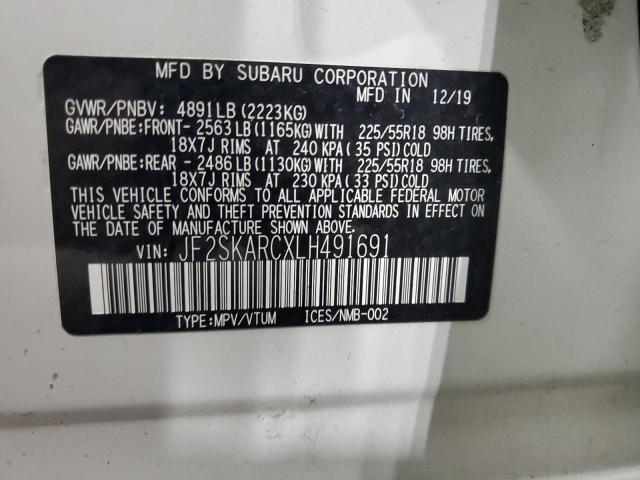 MFD BY SUBARU CORPORATION
MFD IN 12/19
GVWR/PNBV: 4891LB(2223KG)
GAWR/PNBE:FRONT- 2563LB(1165KG)WITH 225/55R18 98H TIRES,
18X7J RIMS AT 240 KPA(35 PSI)COLD
GAWR/PNBE:REAR - 2486LB(1130KG)WITH 225/55R18 98H TIRES,
18X7J RIMS AT 230 KPA(33 PSI)COLD
THIS VEHICLE CONFORMS TO ALL APPLICABLE FEDERAL MOTOR
VEHICLE SAFETY AND THEFT PREVENTION STANDARDS IN EFFECT
ON THE DATE OF MANUFACTURE SHOWN ABOVE.
VIN: JF2SKARCXLH491691
TYPE:MPV/VTUM ICES/NMB-002